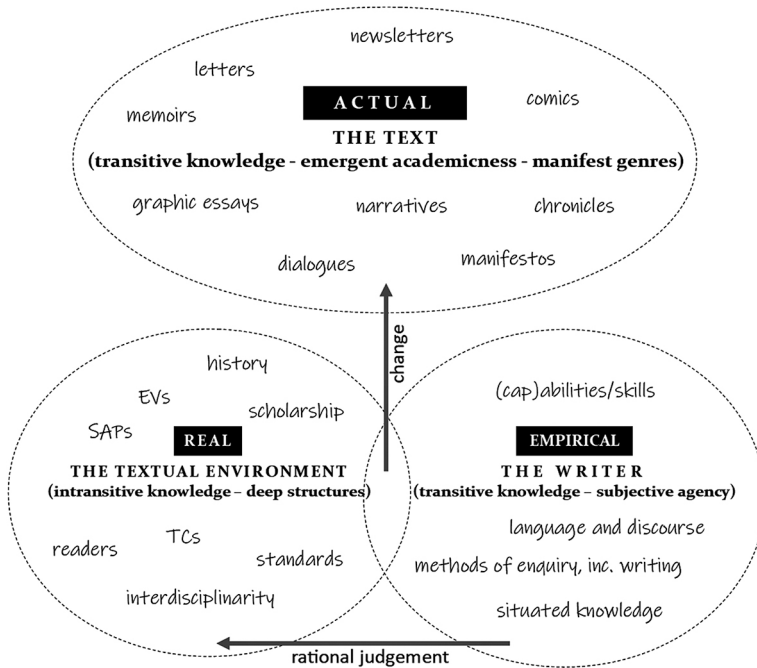 newsletters
letters
comics
memoirs
ACTUAL
THE TEXT
(transitive knowledge - emergent academicness - manifest genres)
graphic essays
narratives
chronicles
dialogues
manifestos
change
history
EVs
scholarship
SAPs
REAL
THE TEXTUAL ENVIRONMENT
(intransitive knowledge – deep structures)
TCs
readers
standards
interdisciplinarity
(cap)abilities/skills
EMPIRICAL
THE WRITER
(transitive knowledge – subjective agency)
language and discourse
methods of enquiry, inc. writing
situated knowledge
rational judgement